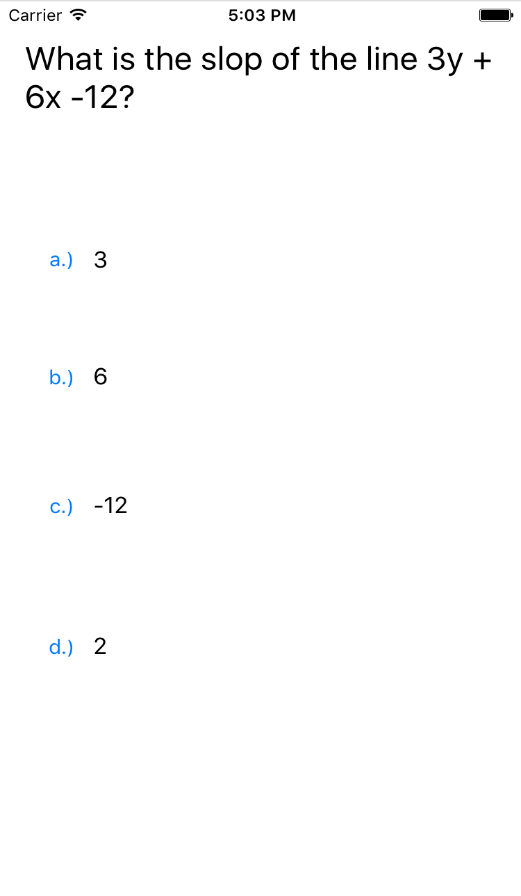 Carrier 5:03 PM
What is the slop of the line 3y +
6x -12?
a.) 3
b.) 6
c.) -12
d.) 2